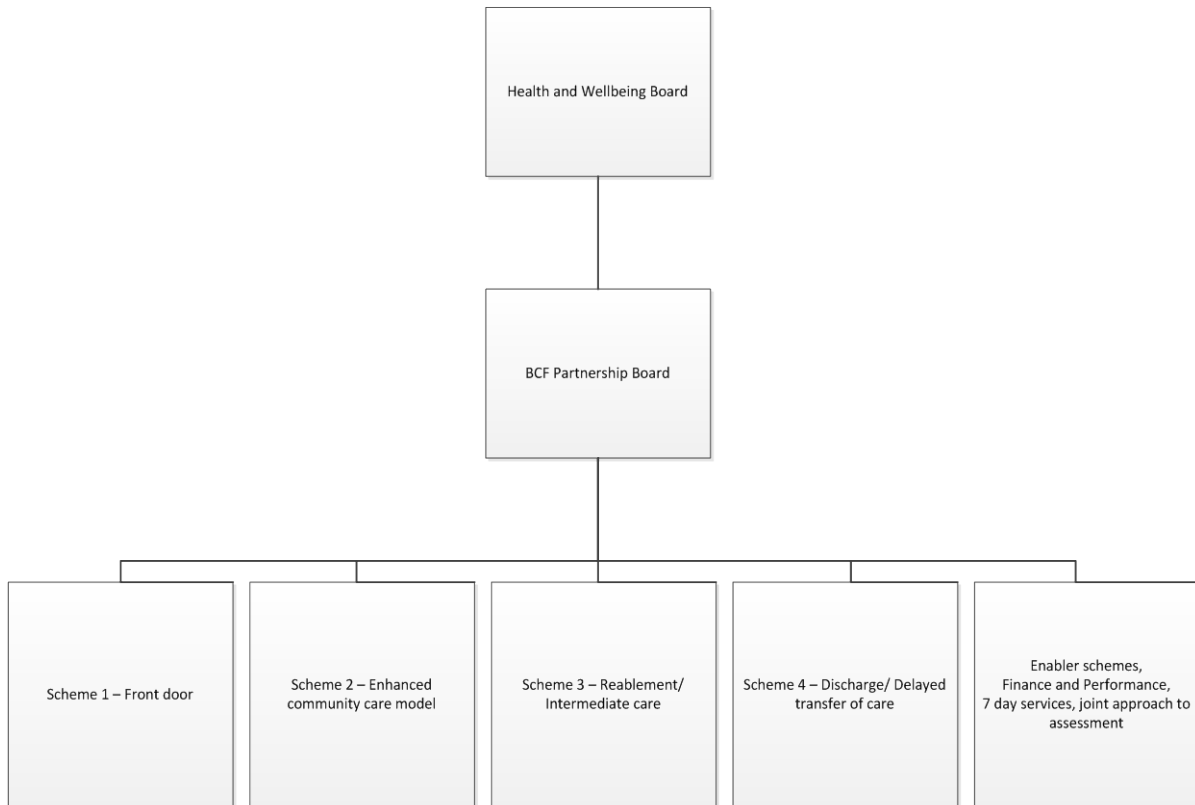 Health and Wellbeing Board
BCF Partnership Board
Scheme 1 – Front door
Scheme 2 – Enhanced
community care model
Scheme 3 – Reablement/
Intermediate care
Scheme 4 – Discharge/ Delayed
transfer of care
Enabler schemes,
Finance and Performance,
7 day services, joint approach to
assessment